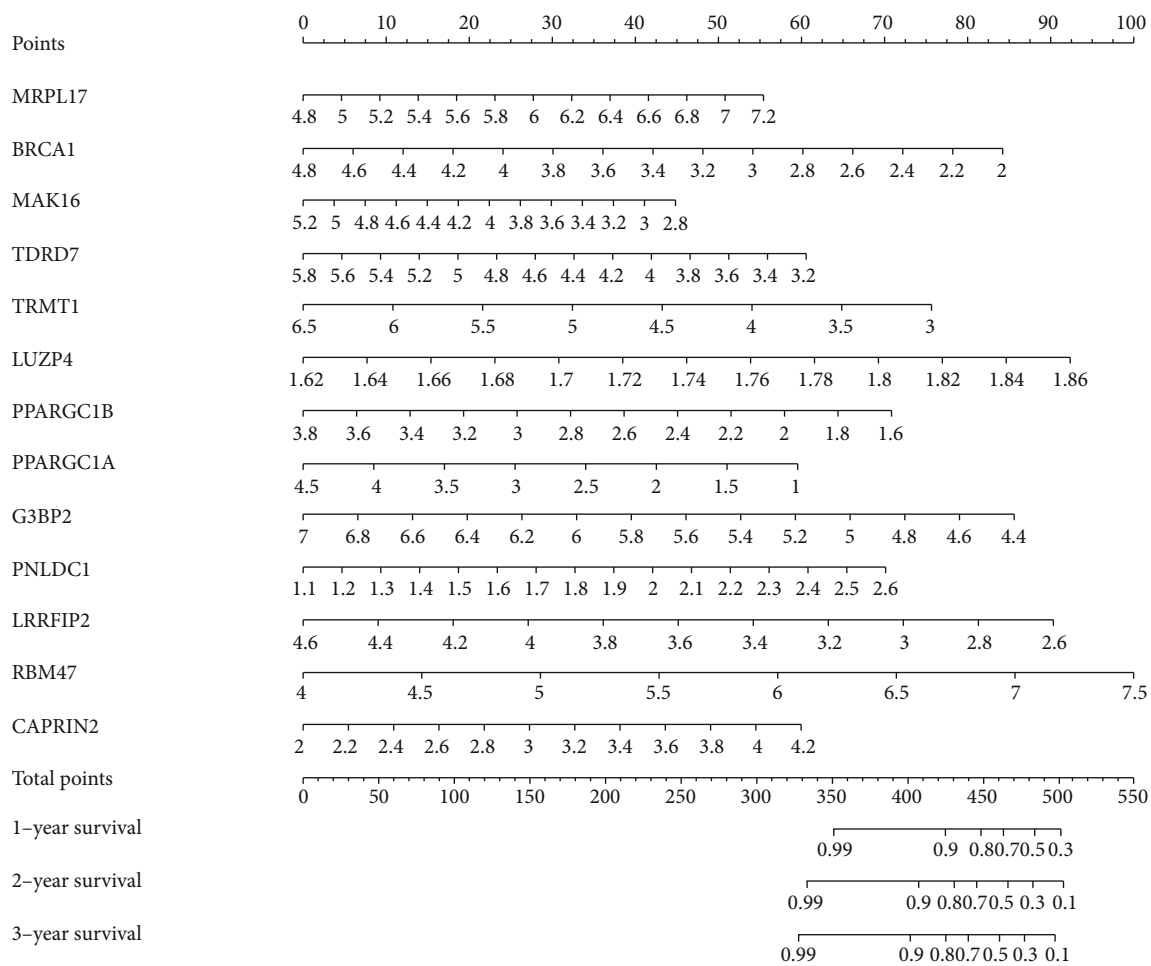 0 10 20 30 40 50 60 70 80 90 100
Points
MRPL17
4.8 5 5.2 5.4 5.6 5.8 6 6.2 6.4 6.6 6.8 7 7.2
BRCA1
4.8 4.6 4.4 4.2 4 3.8 3.6 3.4 3.2 3 2.8 2.6 2.4 2.2 2
MAK16
5.2 5 4.8 4.6 4.4 4.2 4 3.8 3.6 3.4 3.2 3 2.8
TDRD7
5.8 5.6 5.4 5.2 5 4.8 4.6 4.4 4.2 4 3.8 3.6 3.4 3.2
TRMT1
6.5 6 5.5 5 4.5 4 3.5 3
LUZP4
1.62 1.64 1.66 1.68 1.7 1.72 1.74 1.76 1.78 1.8 1.82 1.84 1.86
PPARGC1B
3.8 3.6 3.4 3.2 3 2.8 2.6 2.4 2.2 2 1.8 1.6
PPARGC1A
4.5 4 3.5 3 2.5 2 1.5 1
G3BP2
7 6.8 6.6 6.4 6.2 6 5.8 5.6 5.4 5.2 5 4.8 4.6 4.4
PNLDC1
1.1 1.2 1.3 1.4 1.5 1.6 1.7 1.8 1.9 2 2.1 2.2 2.3 2.4 2.5 2.6
LRRFIP2
4.6 4.4 4.2 4 3.8 3.6 3.4 3.2 3 2.8 2.6
RBM47
4 4.5 5 5.5 6 6.5 7 7.5
CAPRIN2
2 2.2 2.4 2.6 2.8 3 3.2 3.4 3.6 3.8 4 4.2
Total points
0 50 100 150 200 250 300 350 400 450 500 550
1–year survival
0.99 0.9 0.8 0.7 0.5 0.3
2–year survival
0.99 0.9 0.8 0.7 0.5 0.3 0.1
3–year survival
0.99 0.9 0.8 0.7 0.5 0.3 0.1